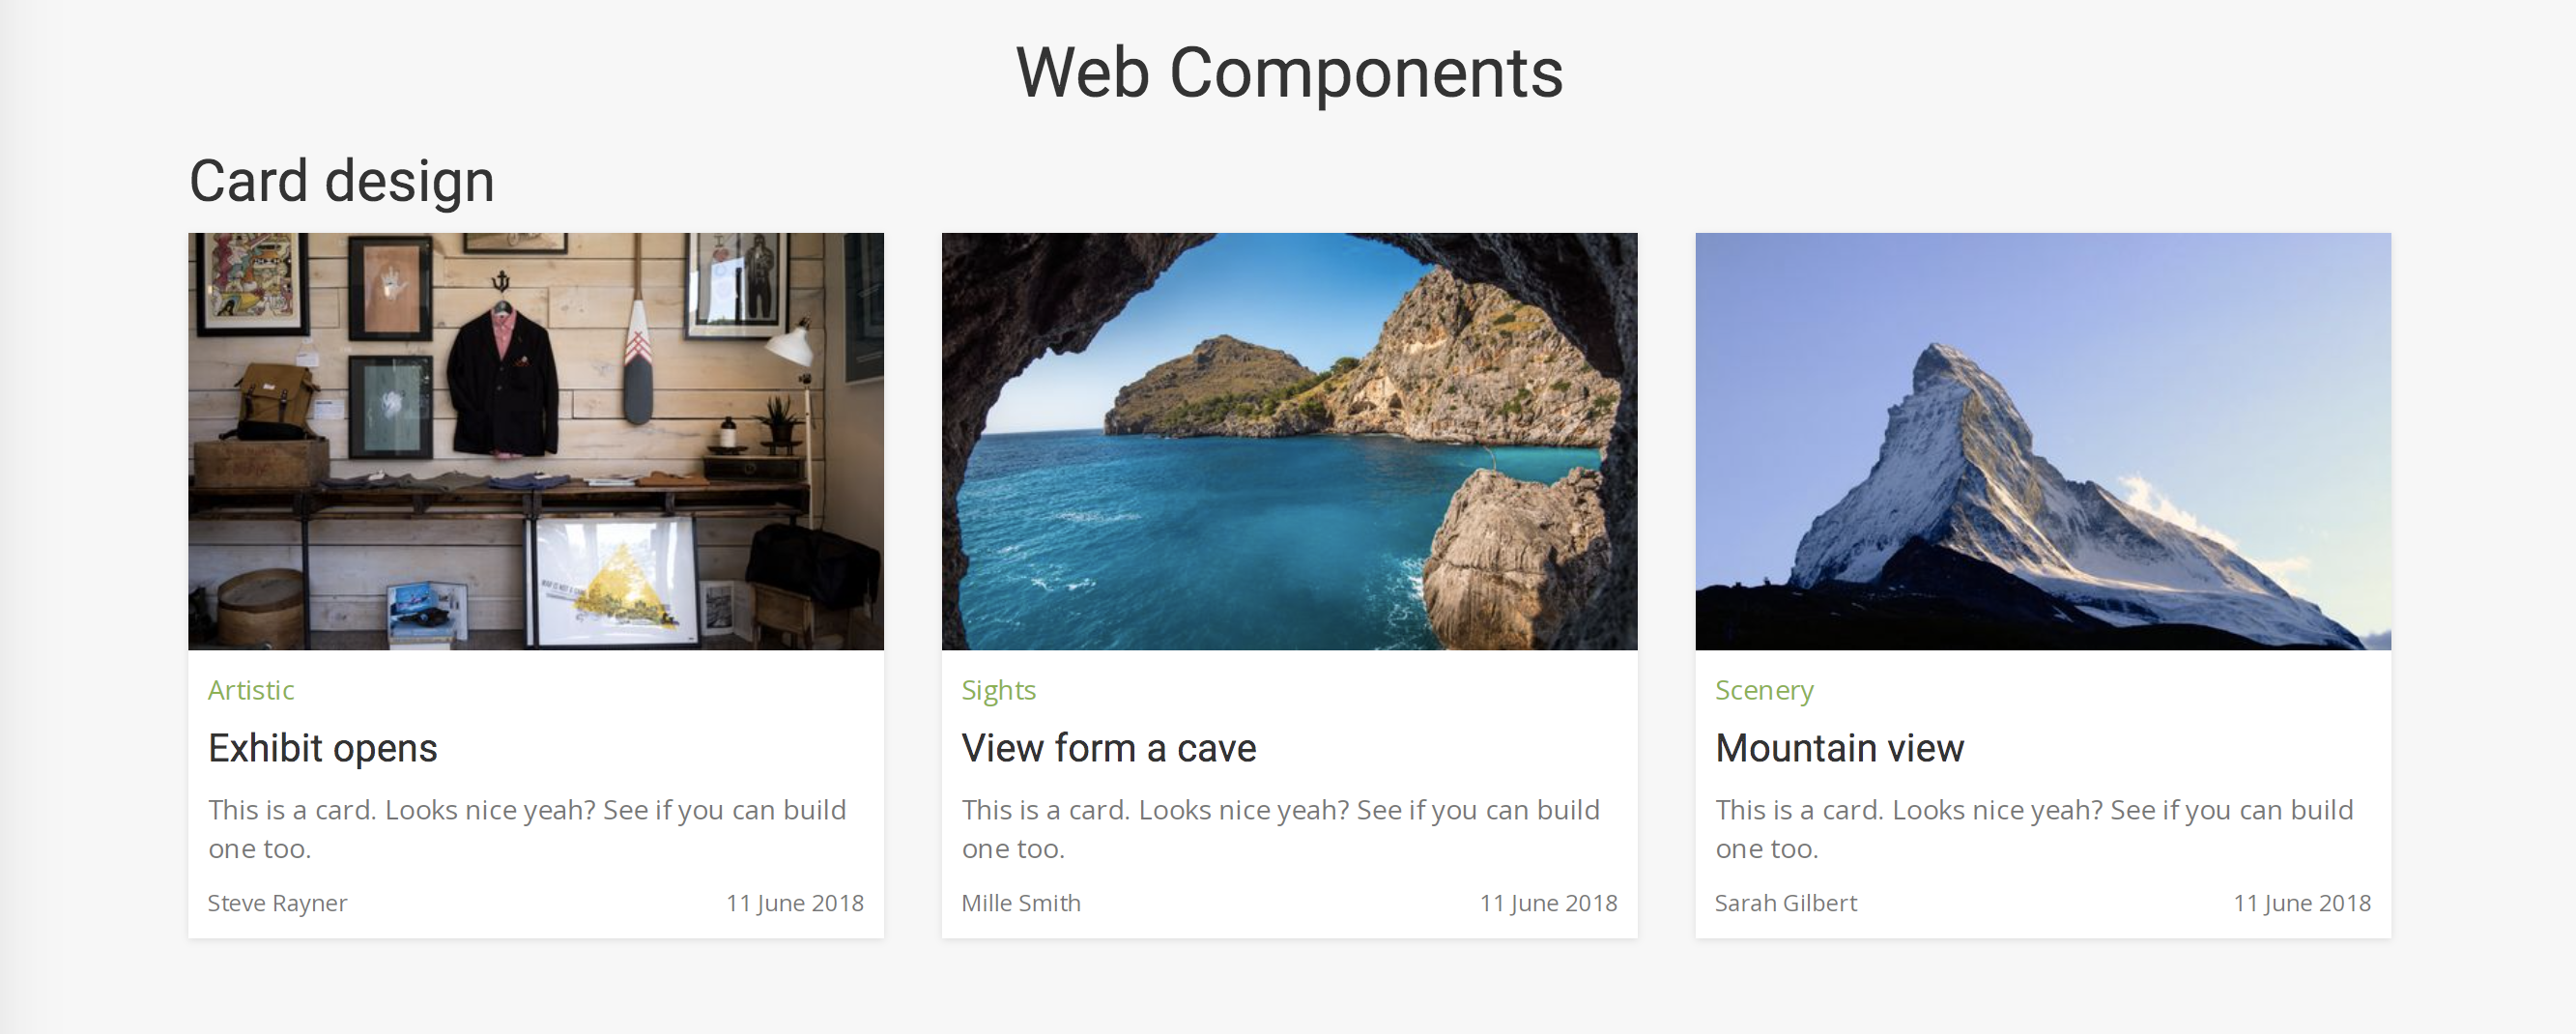 Web Components
Card design
Artistic
Exhibit opens
This is a card. Looks nice yeah? See if you can build
one too.
Steve Rayner
11 June 2018
Sights
View form a cave
This is a card. Looks nice yeah? See if you can build
one too.
Mille Smith
11 June 2018
Scenery
Mountain view
This is a card. Looks nice yeah? See if you can build
one too.
Sarah Gilbert
11 June 2018